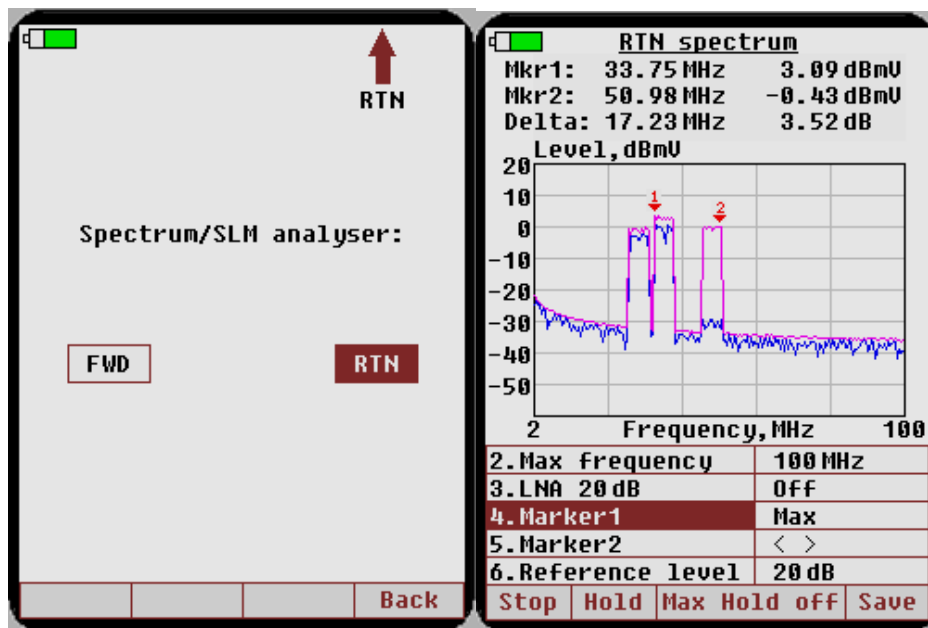 RTN
Spectrum/SLM analyser:
FWD RTN
Back
RTN spectrum
Mkr1: 33.75 MHz 3.09 dBmV
Mkr2: 50.98 MHz -0.43 dBmV
Delta: 17.23 MHz 3.52 dB
Level,dBmV
20
10
1
2
0
-10
-20
-30
-40
-50
2 Frequency,MHz 100
2.Max frequency 100 MHz
3.LNA 20 dB Off
4.Marker1 Max
5.Marker2 < >
6.Reference level 20 dB
Stop Hold Max Hold off Save